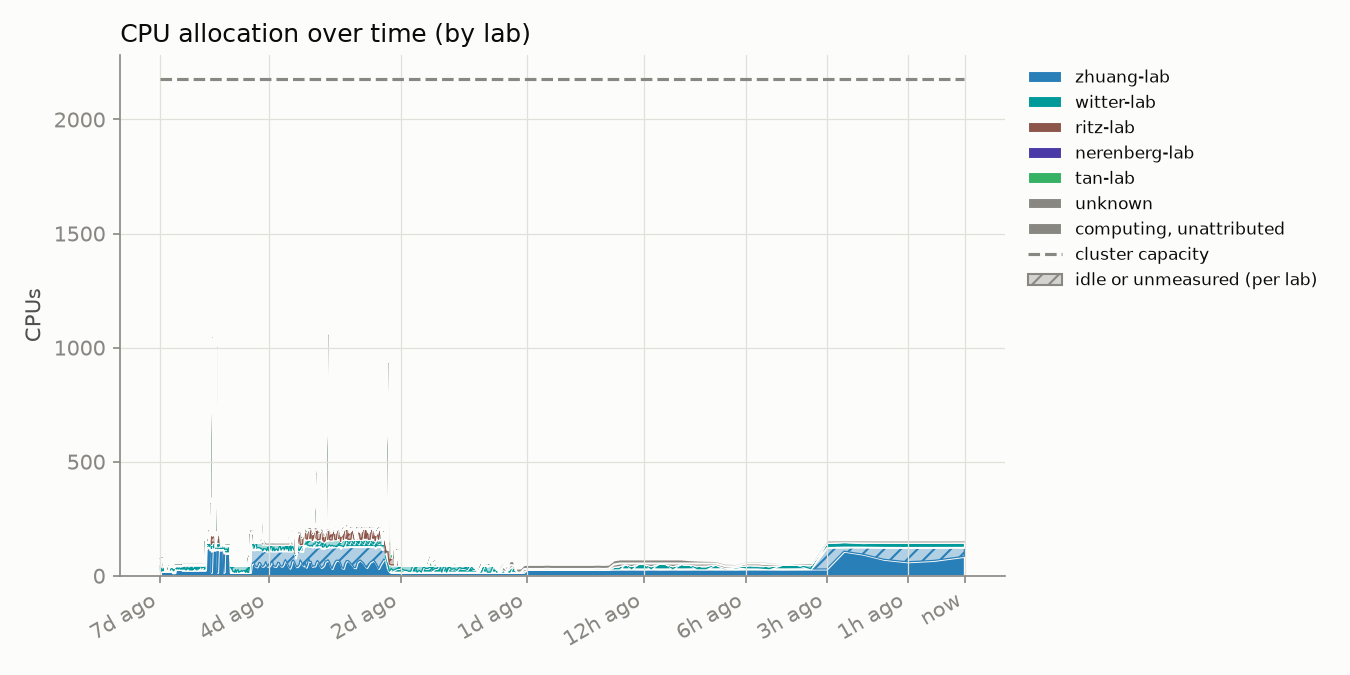 CPU allocation over time (by lab)
zhuang-lab
witter-lab
ritz-lab
nerenberg-lab
tan-lab
unknown
computing, unattributed
cluster capacity
idle or unmeasured (per lab)
CPUs
2000
1500
1000
500
0
7d ago
4d ago
2d ago
1d ago
12h ago
6h ago
3h ago
1h ago
now